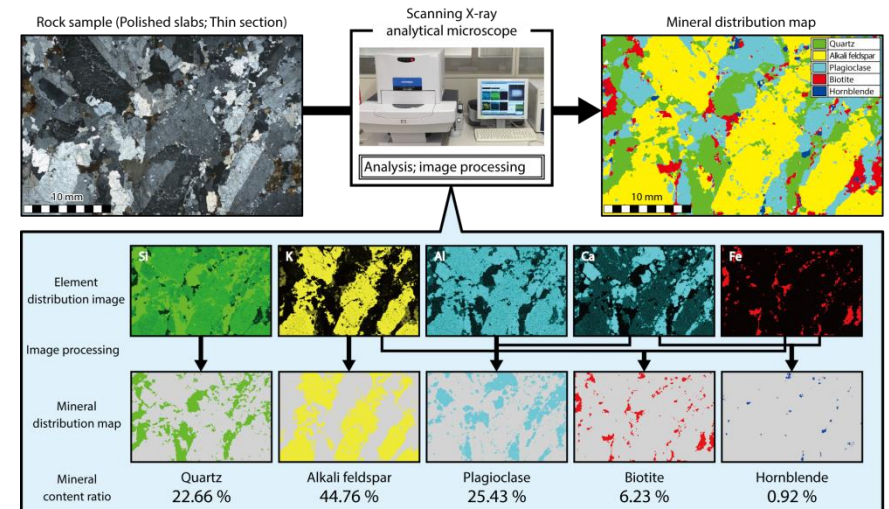 Rock sample (Polished slabs; Thin section)
Scanning X-ray
analytical microscope
Mineral distribution map
10 mm
Analysis; image processing
Quartz
Alkali feldspar
Plagioclase
Biotite
Hornblende
10 mm
Element
distribution image
Si
K
Al
Ca
Fe
Image processing
Mineral
distribution map
Mineral
content ratio
Quartz
22.66 %
Alkali feldspar
44.76 %
Plagioclase
25.43 %
Biotite
6.23 %
Hornblende
0.92 %